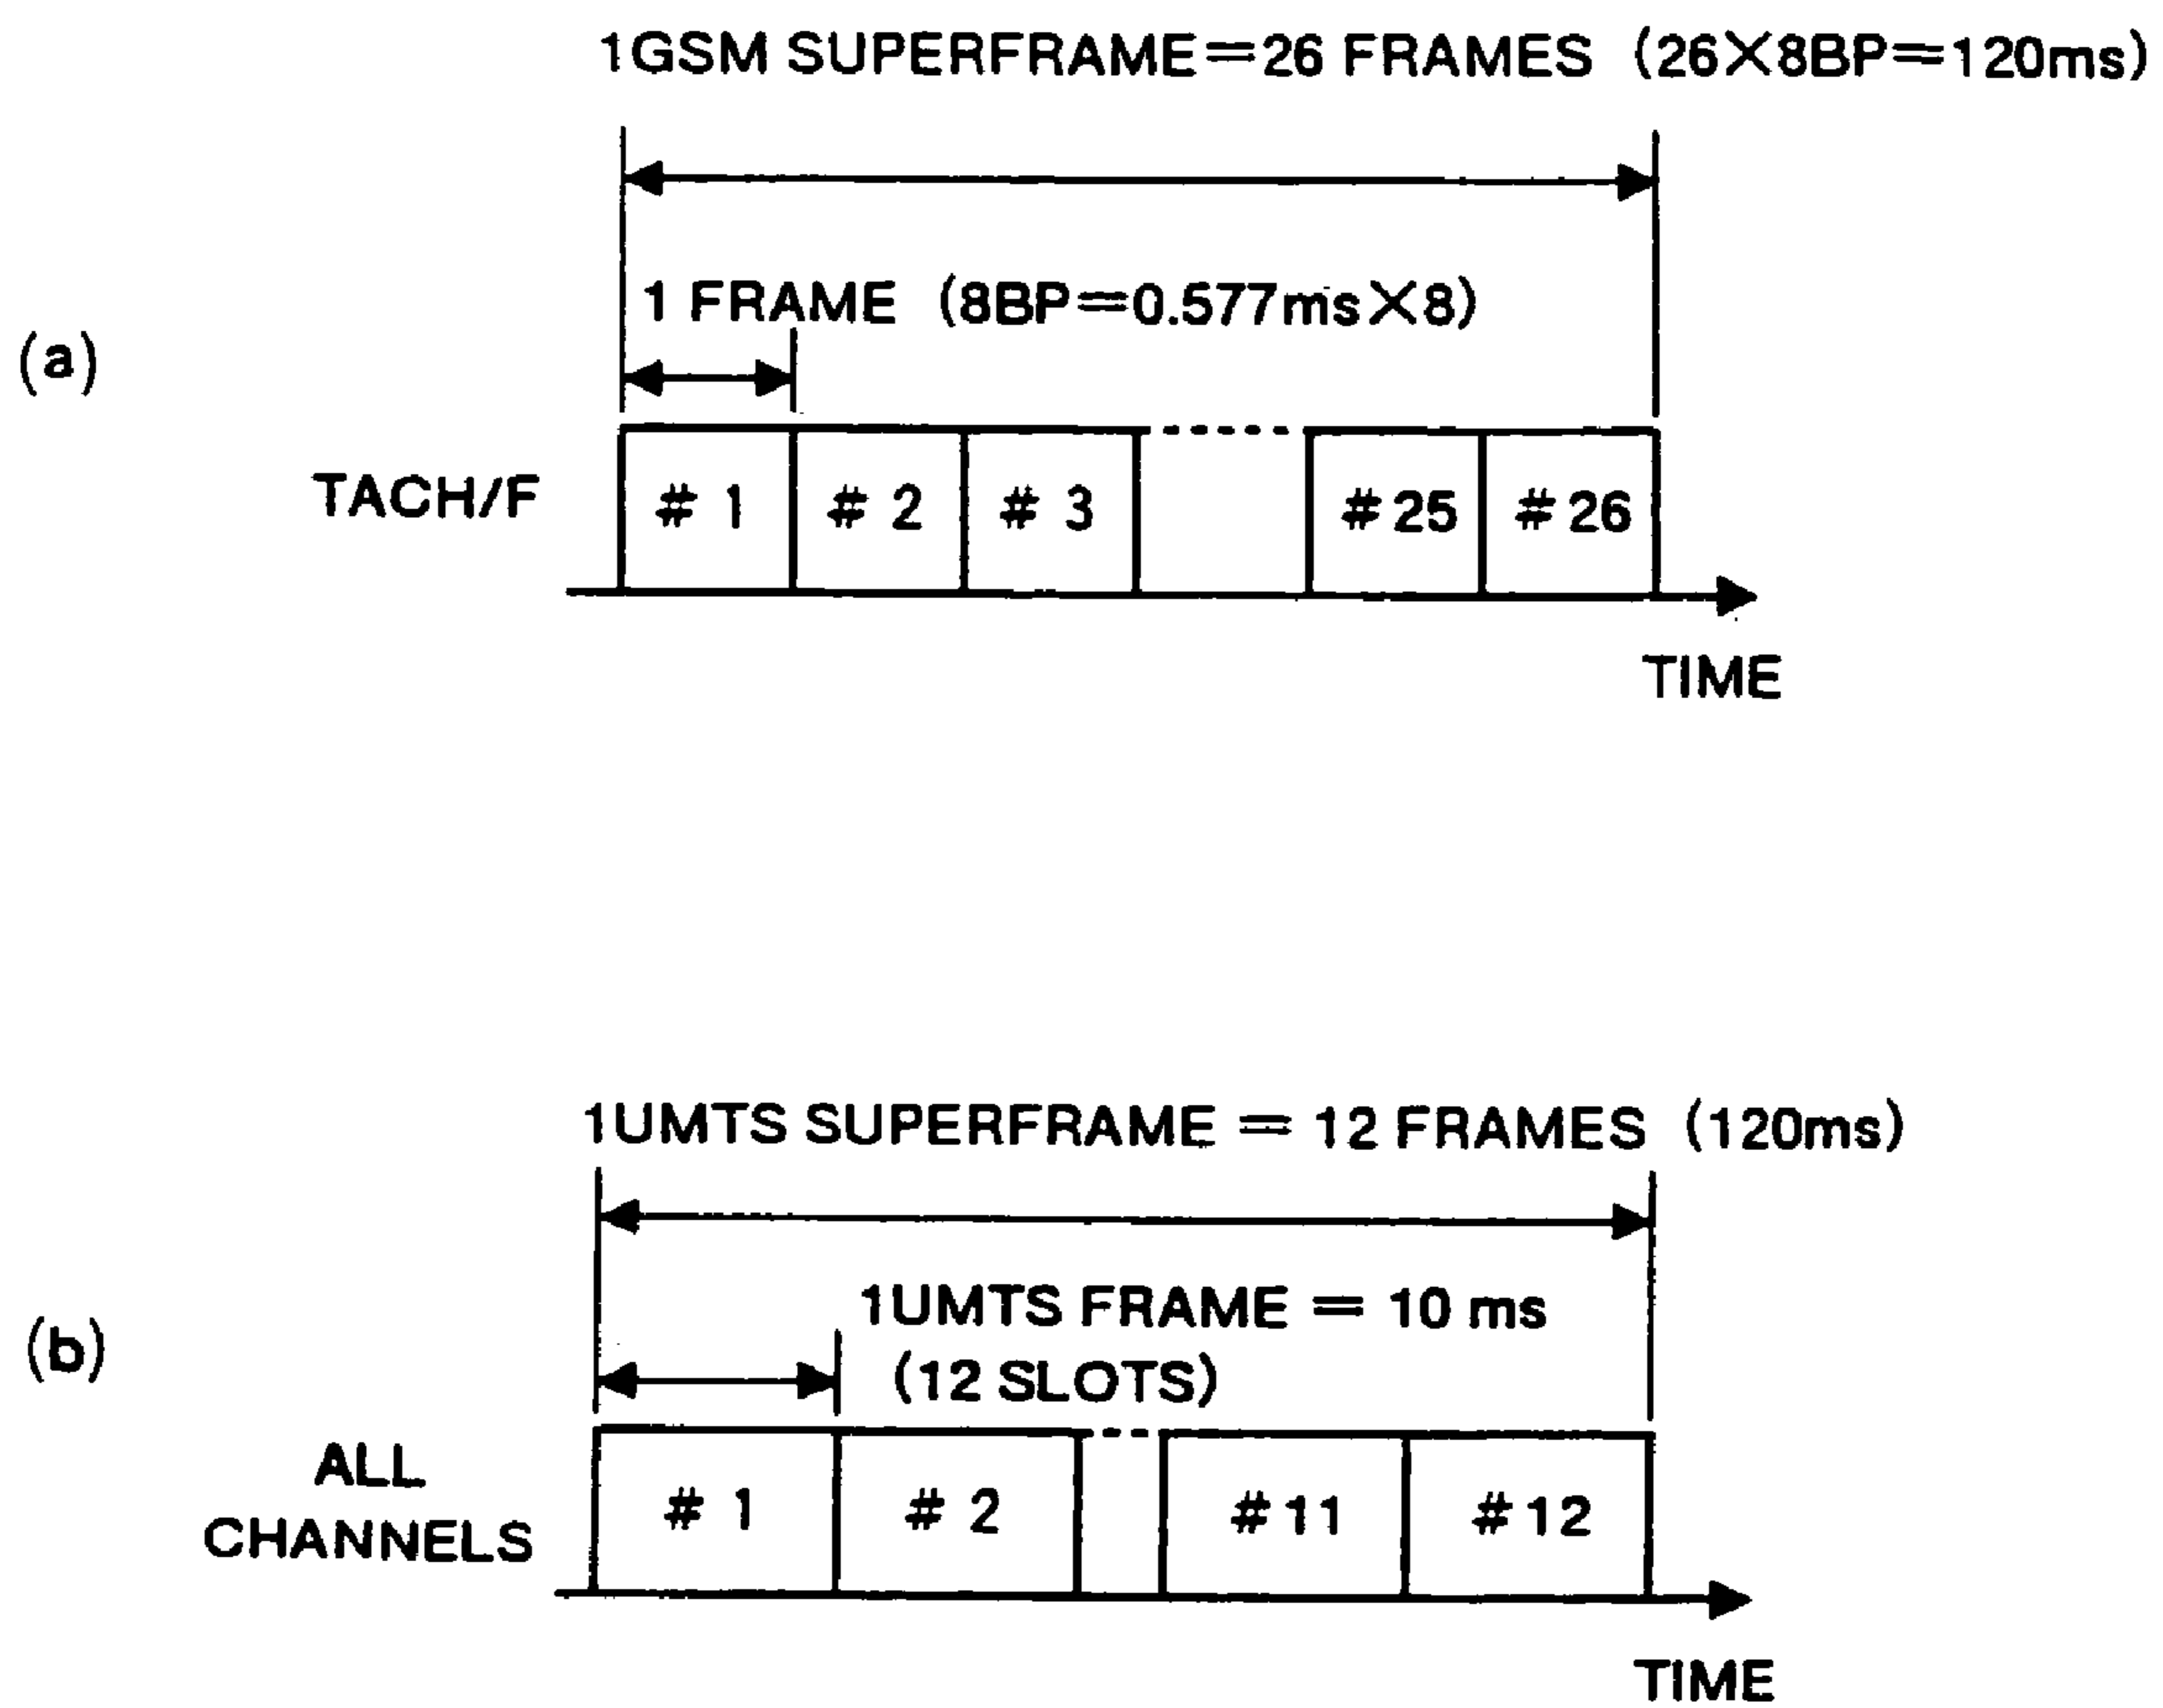 1GSM SUPERFRAME=26 FRAMES (26×8BP=120ms)
1 FRAME (8BP=0.577ms×8)
(a)
TACH/F
# 1 # 2 # 3 #25 #26
TIME
1UMTS SUPERFRAME = 12 FRAMES (120ms)
1UMTS FRAME = 10 ms
(12 SLOTS)
(b)
ALL
CHANNELS
# 1 # 2 #11 #12
TIME